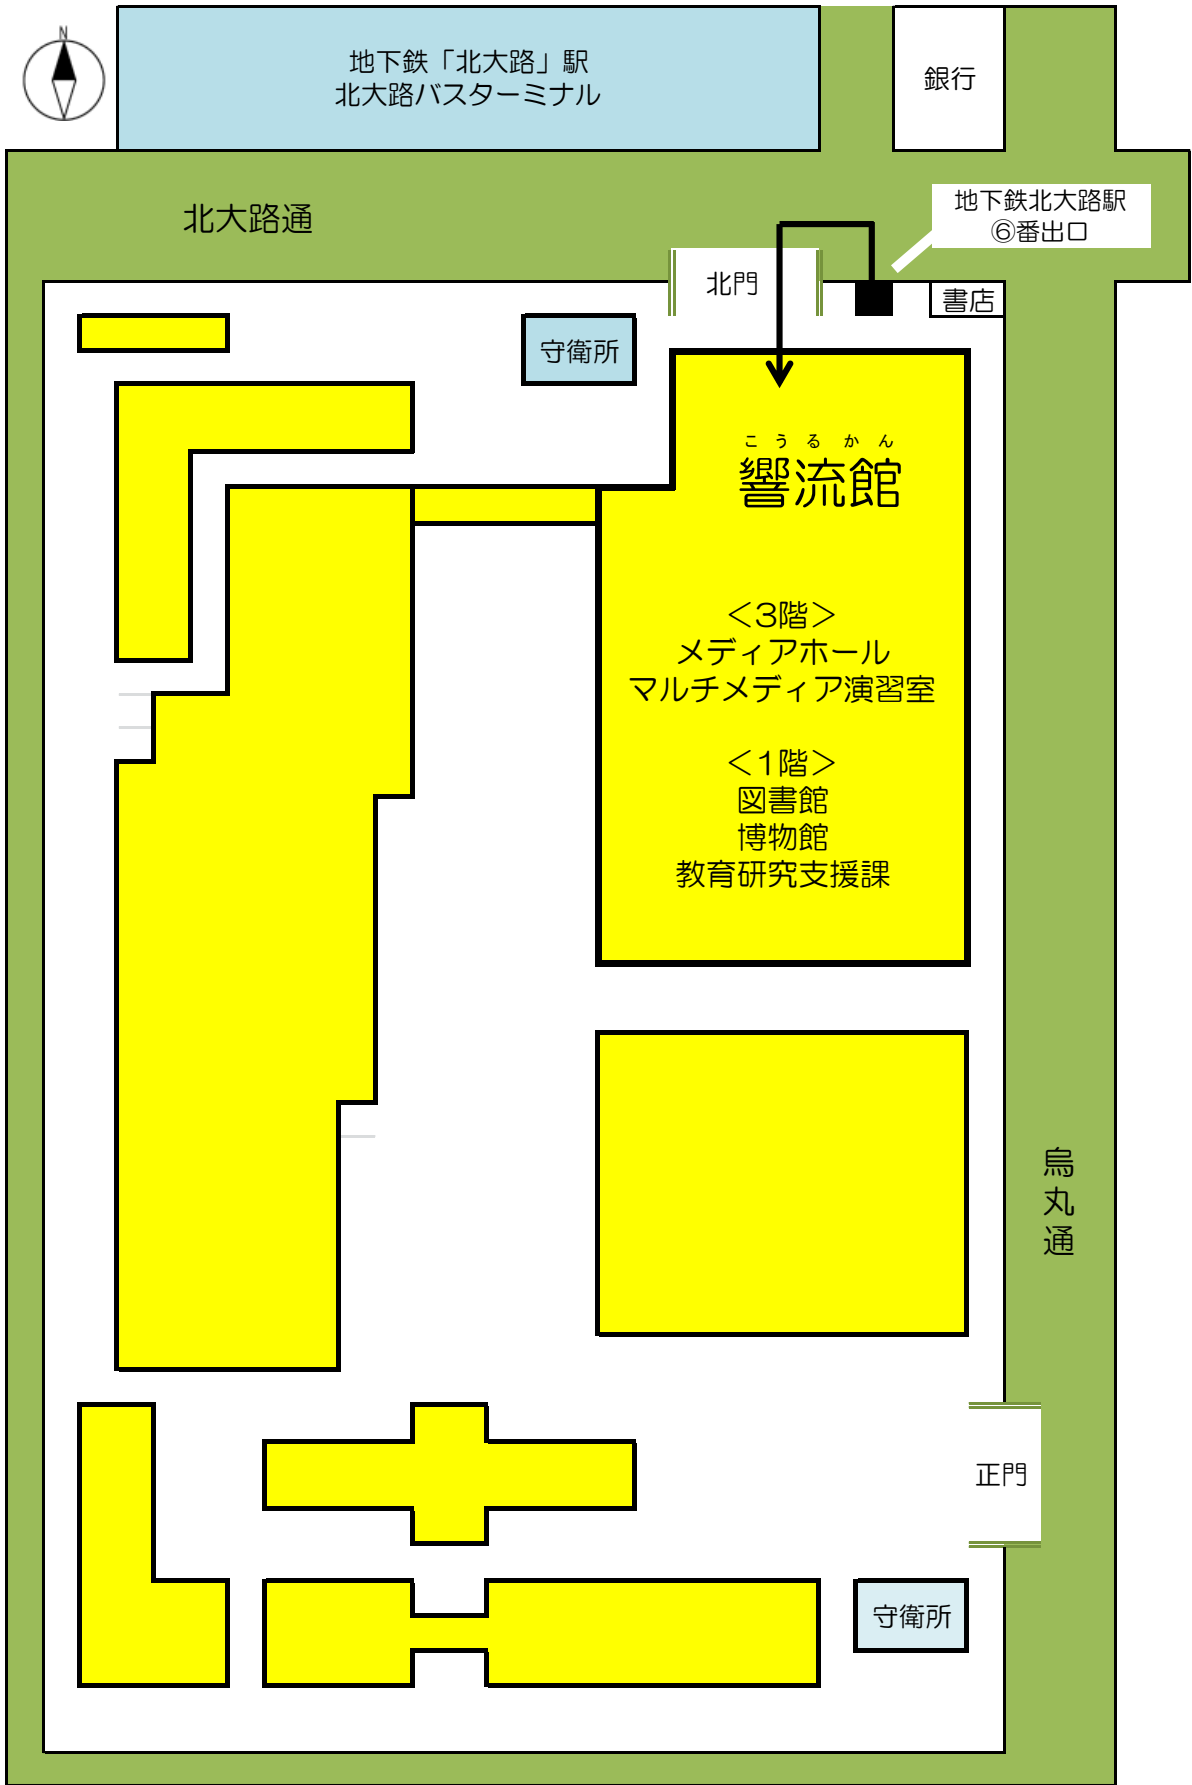 N
地下鉄「北大路」駅
北大路バスターミナル
銀行
北大路通
地下鉄北大路駅
⑥番出口
北門
書店
守衛所
こうるかん
響流館
＜3階＞
メディアホール
マルチメディア演習室
＜1階＞
図書館
博物館
教育研究支援課
烏丸通
正門
守衛所